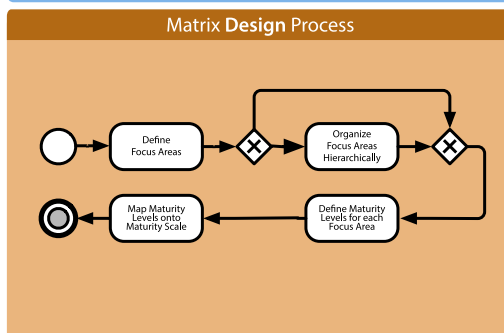 Matrix Design Process
Define
Focus Areas
Organize
Focus Areas
Hierarchically
Map Maturity
Levels onto
Maturity Scale
Define Maturity
Levels for each
Focus Area